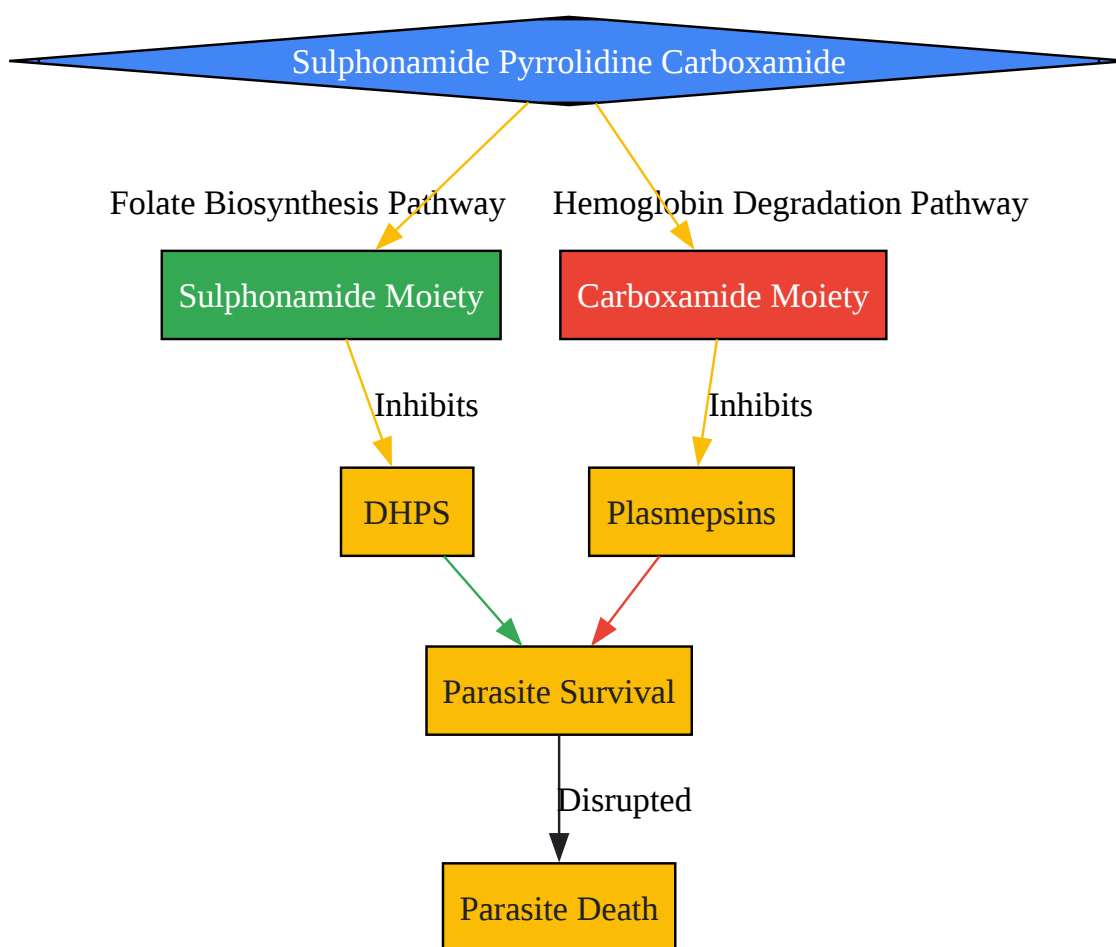 Sulphonamide Pyrrolidine Carboxamide
Folate Biosynthesis Pathway
Hemoglobin Degradation Pathway
Sulphonamide Moiety
Carboxamide Moiety
Inhibits
Inhibits
DHPS
Plasmepsins
Parasite Survival
Disrupted
Parasite Death